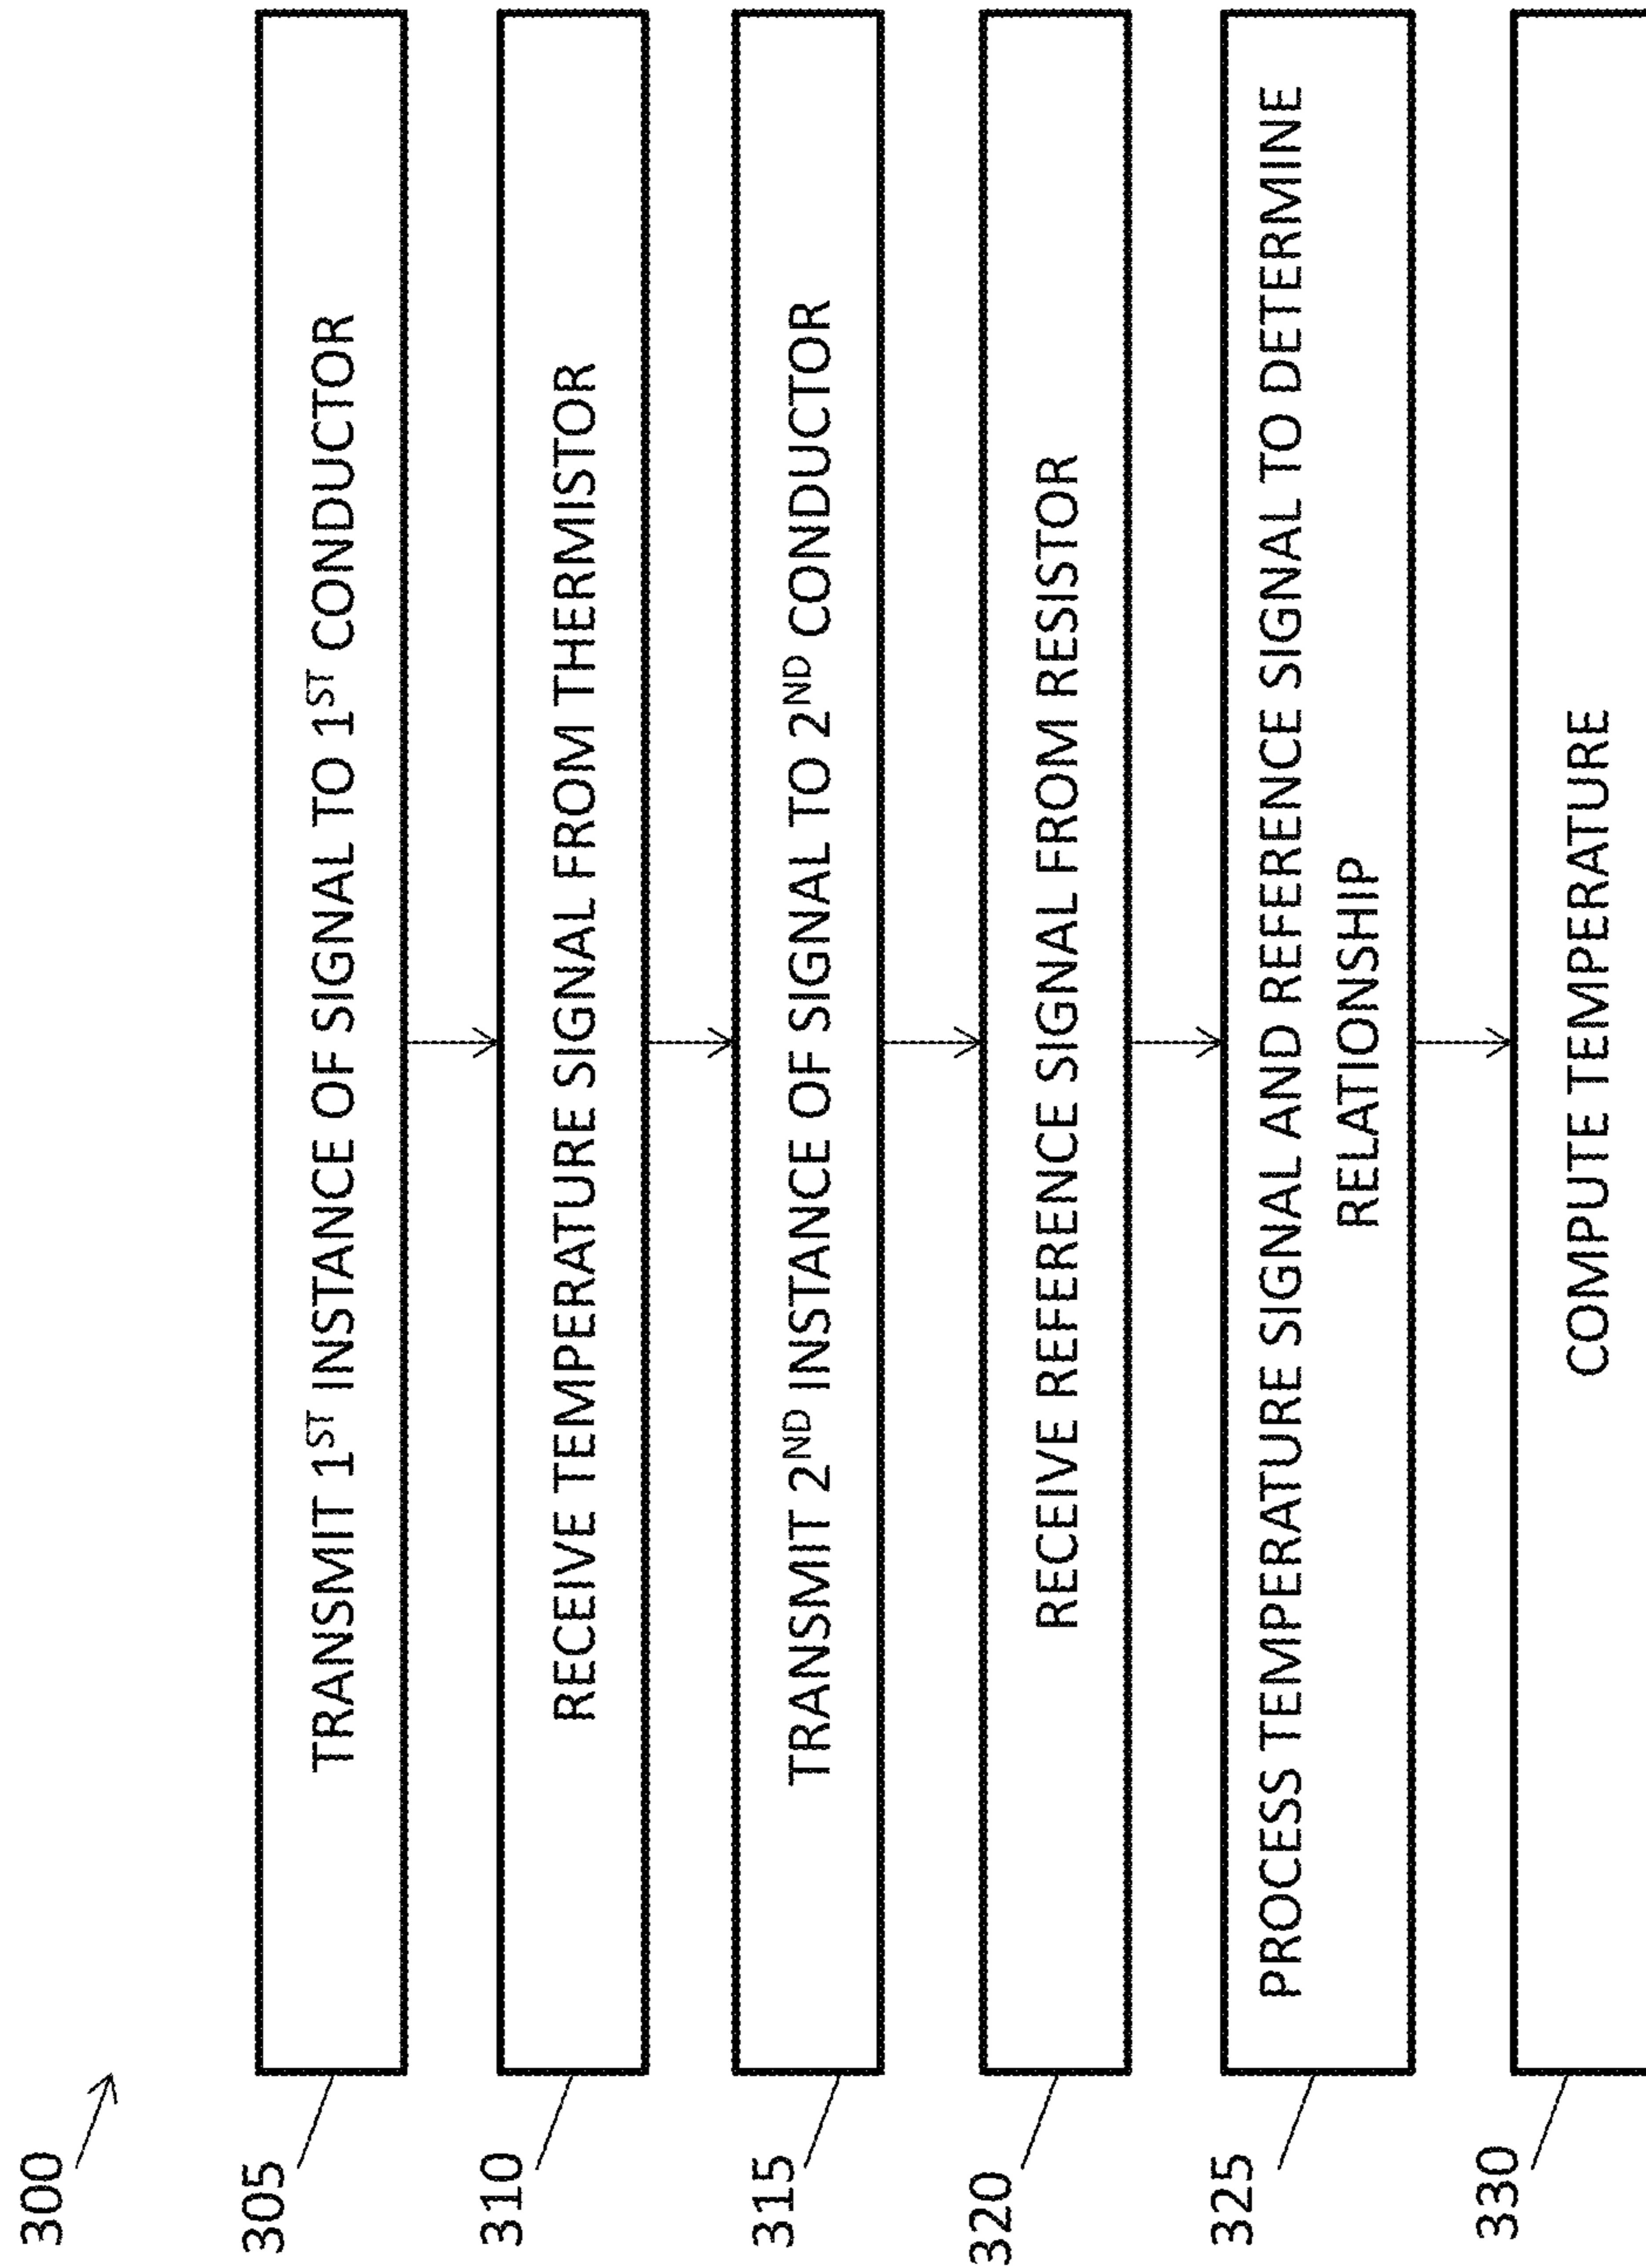 300
305
TRANSMIT 1ST INSTANCE OF SIGNAL TO 1ST CONDUCTOR
310
RECEIVE TEMPERATURE SIGNAL FROM THERMISTOR
315
TRANSMIT 2ND INSTANCE OF SIGNAL TO 2ND CONDUCTOR
320
RECEIVE REFERENCE SIGNAL FROM RESISTOR
325
PROCESS TEMPERATURE SIGNAL AND REFERENCE SIGNAL TO DETERMINE
RELATIONSHIP
330
COMPUTE TEMPERATURE